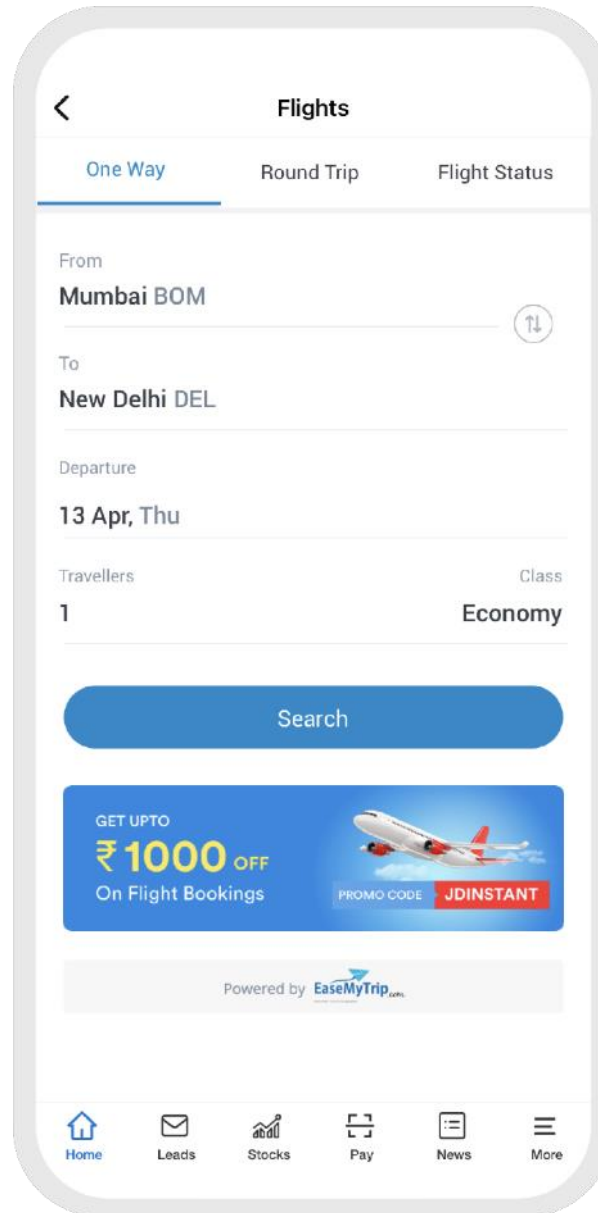 Flights
One Way Round Trip Flight Status
From
Mumbai BOM
To
New Delhi DEL
Departure
13 Apr, Thu
Travellers Class
1 Economy
Search
GET UPTO
₹1000 OFF
On Flight Bookings
PROMO CODE JDINSTANT
Powered by EaseMyTrip.com
Home Leads Stocks Pay News More